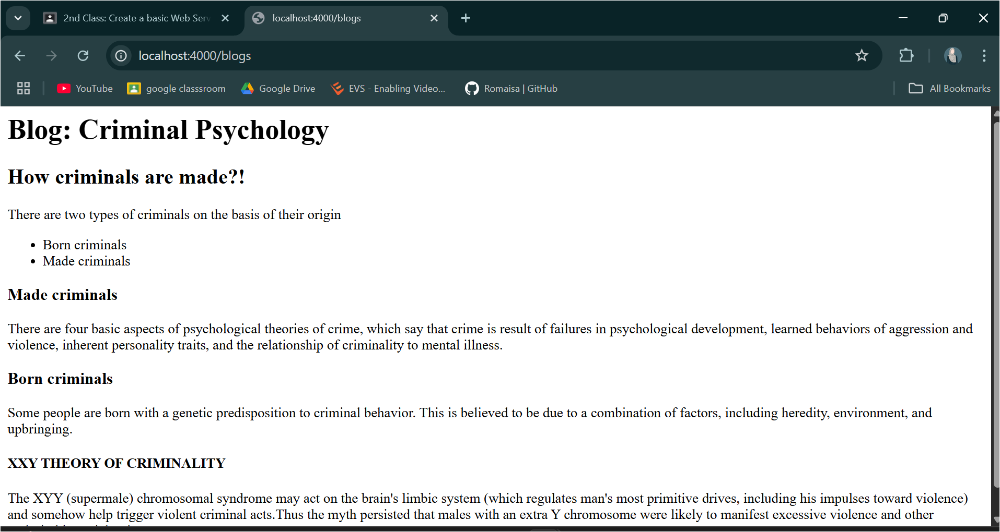 2nd Class: Create a basic Web Serv
localhost:4000/blogs
localhost:4000/blogs
YouTube
google classsroom
Google Drive
EVS - Enabling Video...
Romaisa | GitHub
All Bookmarks
Blog: Criminal Psychology
How criminals are made?!
There are two types of criminals on the basis of their origin
• Born criminals
• Made criminals
Made criminals
There are four basic aspects of psychological theories of crime, which say that crime is result of failures in psychological development, learned behaviors of aggression and
violence, inherent personality traits, and the relationship of criminality to mental illness.
Born criminals
Some people are born with a genetic predisposition to criminal behavior. This is believed to be due to a combination of factors, including heredity, environment, and
upbringing.
XXY THEORY OF CRIMINALITY
The XYY (supermale) chromosomal syndrome may act on the brain's limbic system (which regulates man's most primitive drives, including his impulses toward violence)
and somehow help trigger violent criminal acts.Thus the myth persisted that males with an extra Y chromosome were likely to manifest excessive violence and other